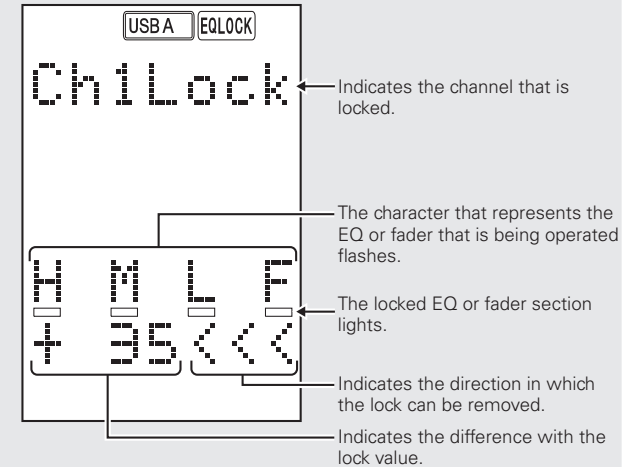 USB A EQLOCK
Ch1Lock
Indicates the channel that is
locked.
The character that represents the
EQ or fader that is being operated
flashes.
H M L F
The locked EQ or fader section
lights.
+ 35 <<<
Indicates the direction in which
the lock can be removed.
Indicates the difference with the
lock value.